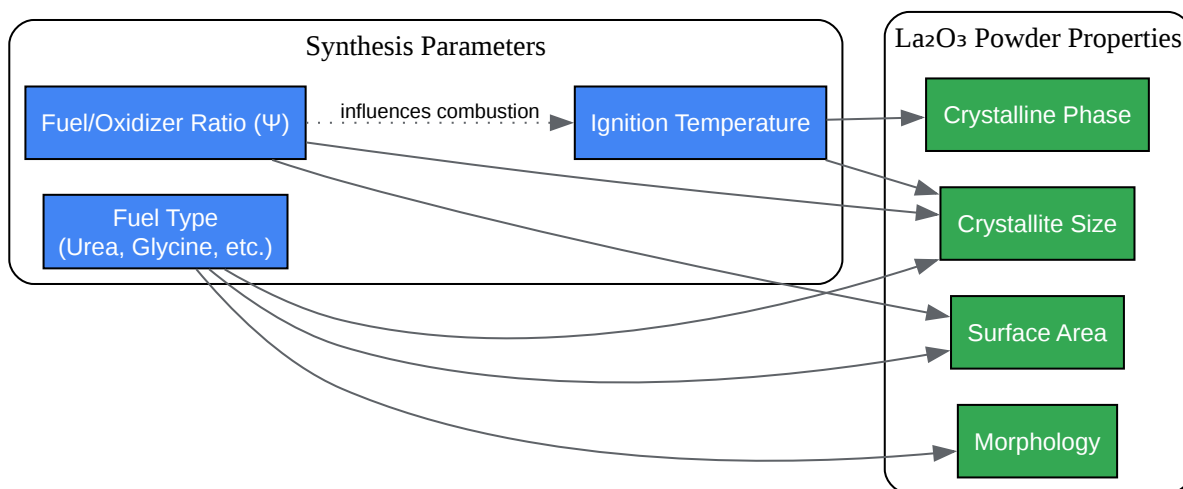 Synthesis Parameters
Fuel/Oxidizer Ratio (Ψ)
influences combustion
Ignition Temperature
Fuel Type
(Urea, Glycine, etc.)
La₂O₃ Powder Properties
Crystalline Phase
Crystallite Size
Surface Area
Morphology